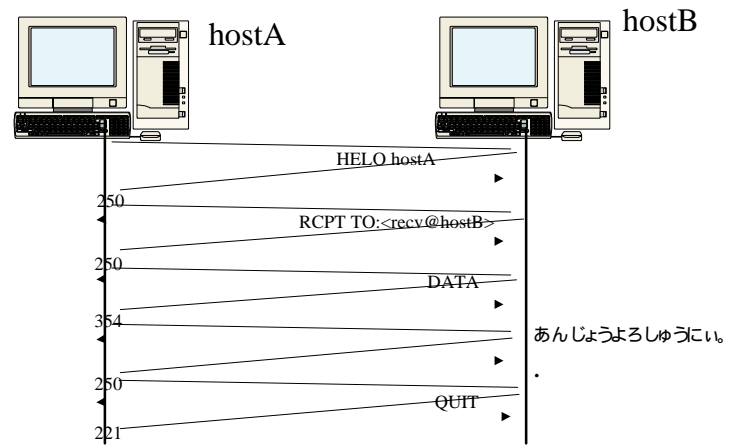 hostA
hostB
HELO hostA
250
RCPT TO:<recv@hostB>
250
DATA
354
あんじょうよろしゅうにぃ。
.
250
QUIT
221